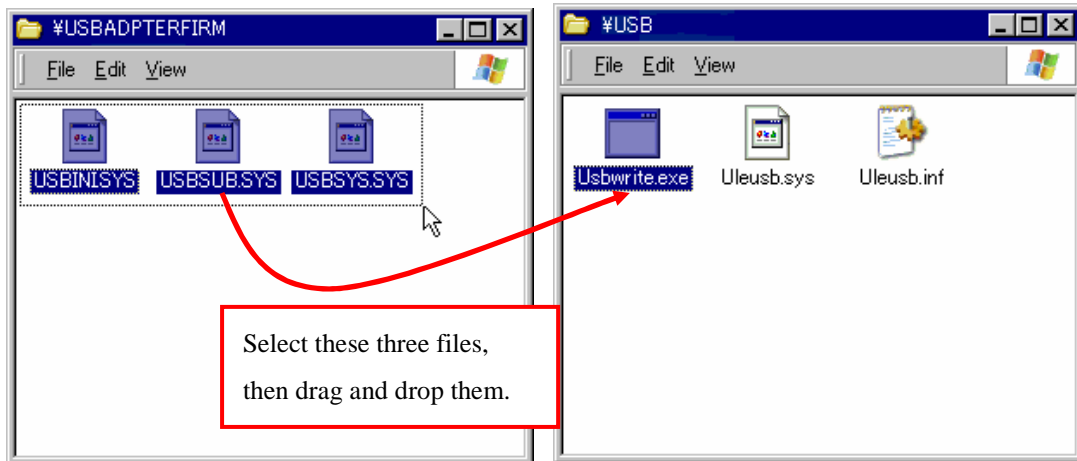 ¥USBADPTERFIRM
File Edit View
USBINI.SYS USBSUB.SYS USBSYS.SYS
¥USB
File Edit View
Usbwrite.exe Uleusb.sys Uleusb.inf
Select these three files,
then drag and drop them.